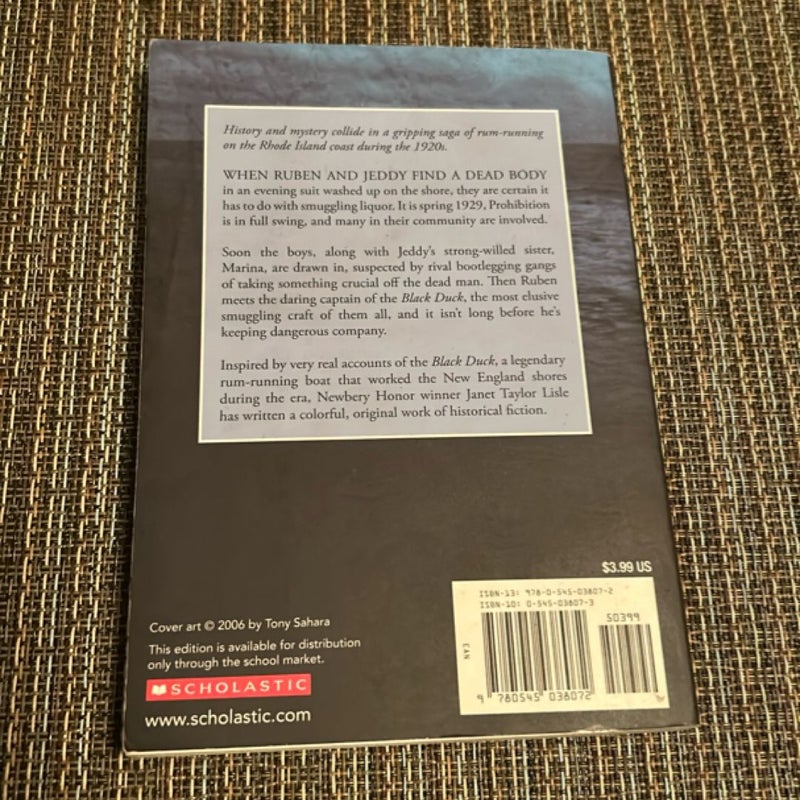 History and mystery collide in a gripping saga of rum-running
on the Rhode Island coast during the 1920s.
WHEN RUBEN AND JEDDY FIND A DEAD BODY
in an evening suit washed up on the shore, they are certain it
has to do with smuggling liquor. It is spring 1929, Prohibition
is in full swing, and many in their community are involved.
Soon the boys, along with Jeddy's strong-willed sister,
Marina, are drawn in, suspected by rival bootlegging gangs
of taking something crucial off the dead man. Then Ruben
meets the daring captain of the Black Duck, the most elusive
smuggling craft of them all, and it isn't long before he's
keeping dangerous company.
Inspired by very real accounts of the Black Duck, a legendary
rum-running boat that worked the New England shores
during the era, Newbery Honor winner Janet Taylor Lisle
has written a colorful, original work of historical fiction.
$3.99 US
ISBN-13: 978-0-545-03807-2
ISBN-10: 0-545-03807-3
50399
EAN
9 780545 038072
Cover art © 2006 by Tony Sahara
This edition is available for distribution
only through the school market.
SCHOLASTIC
www.scholastic.com